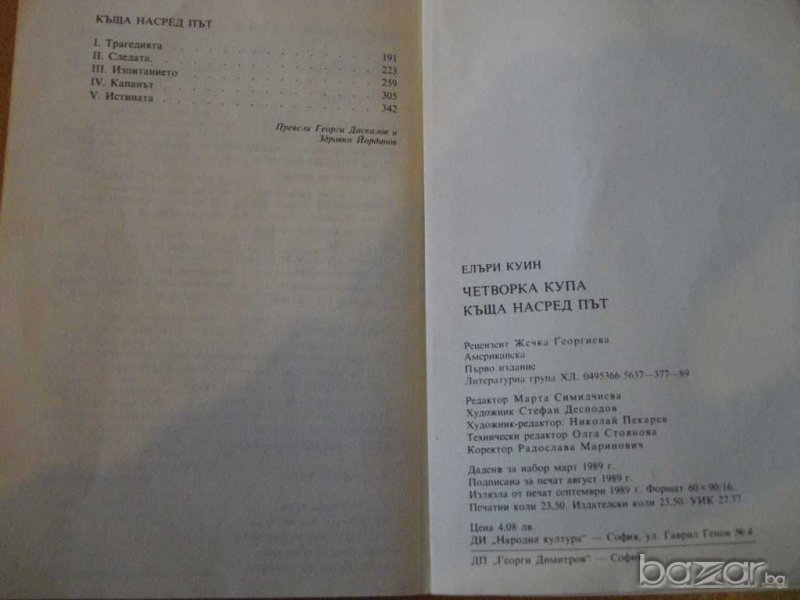 КЪЩА НАСРЕД ПЪТ
I. Трагедията . . . . . . . . . . 191
II. Следата. . . . . . . . . . . 223
III. Изпитанието . . . . . . . . . . 259
IV. Капанът . . . . . . . . . . 305
V. Истината . . . . . . . . . . 342
Превели Георги Даскалов и
Здравко Йорданов
ЕЛЪРИ КУИН
ЧЕТВОРКА КУПА
КЪЩА НАСРЕД ПЪТ
Рецензент Жечка Георгиева
Американска
Първо издание
Литературна група ХЛ. 0495366 5637—377—89
Редактор Марта Симидчиева
Художник Стефан Десподов
Художник-редактор: Николай Пекарев
Технически редактор Олга Стоянова
Коректор Радослава Маринович
Дадена за набор март 1989 г.
Подписана за печат август 1989 г.
Излязла от печат септември 1989 г. Формат 60×90/16.
Печатни коли 23.50. Издателски коли 23.50. УИК 27.77
Цена 4.08 лв.
ДИ „Народна култура“ — София, ул. Гаврил Генов № 4
ДП „Георги Димитров“ — София
bazar.bg